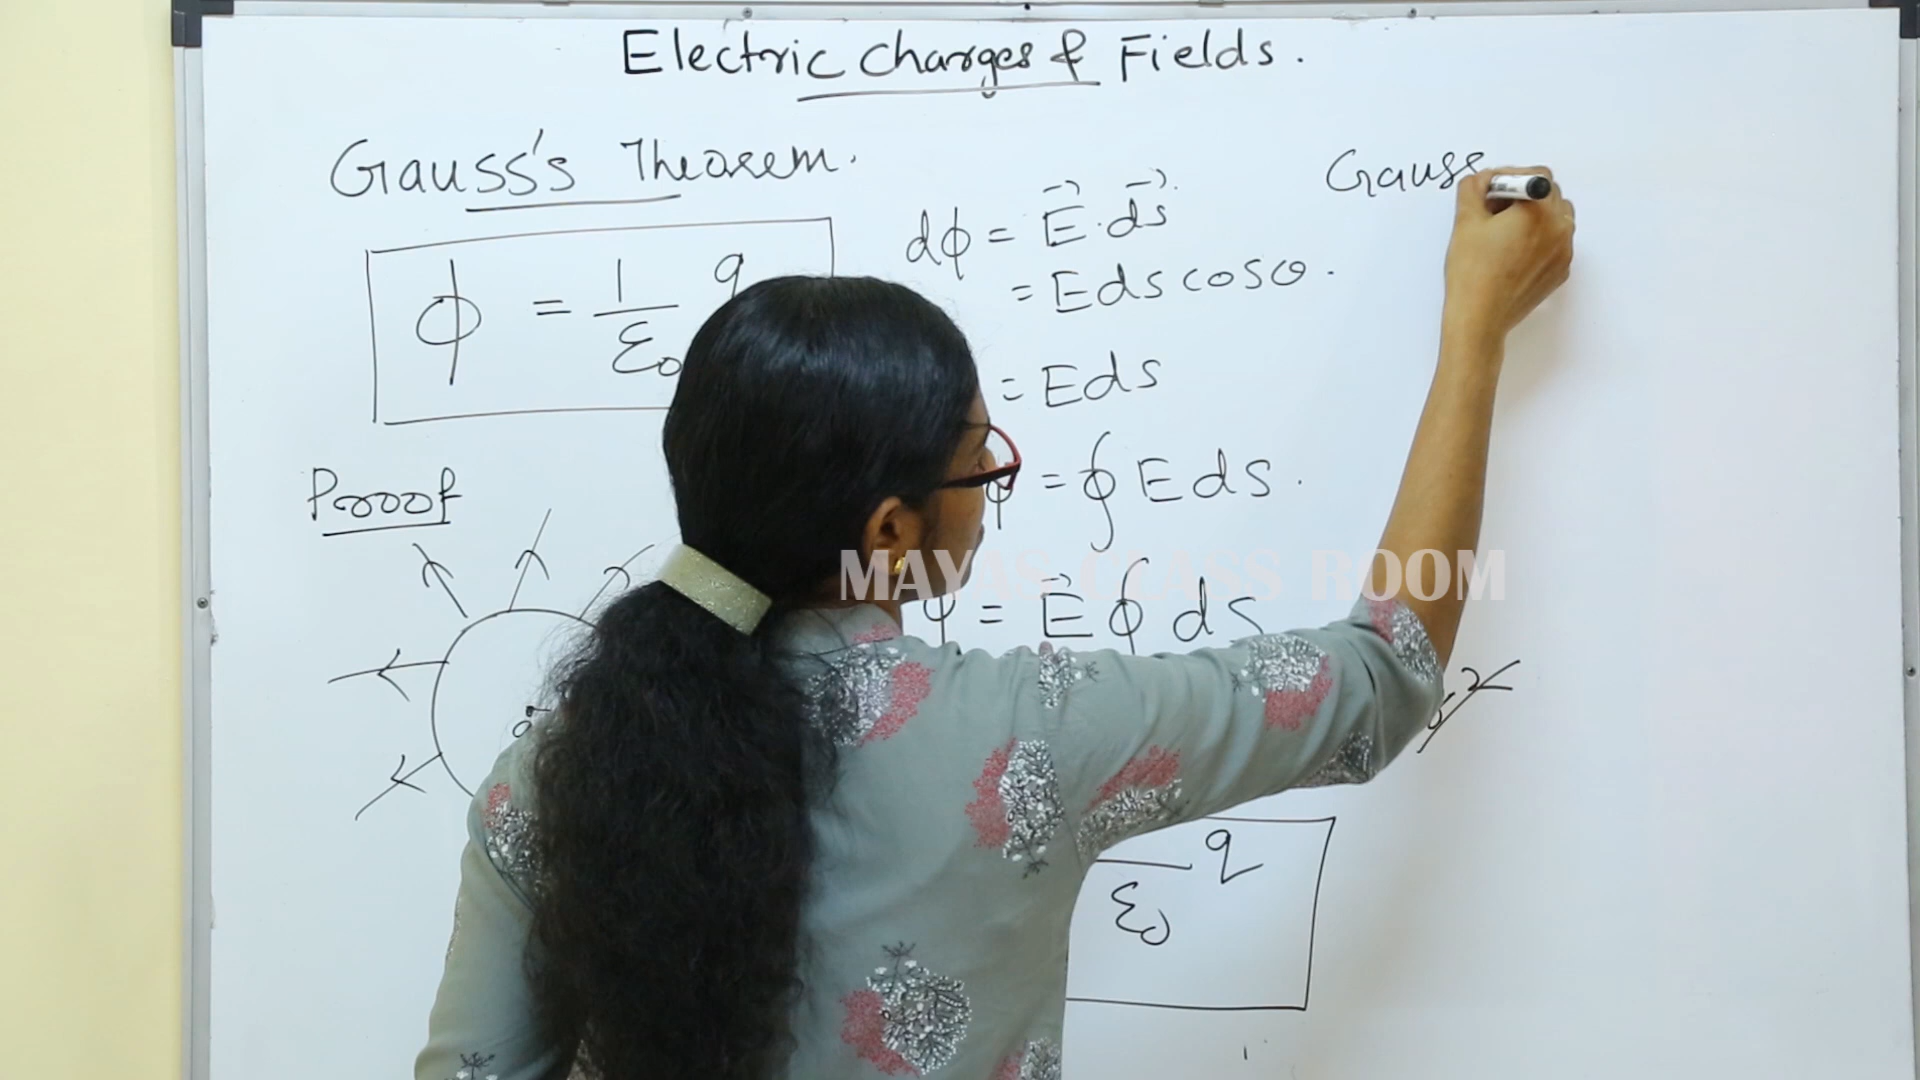 Electric Charges & Fields.
Gauss's Theorem.
ϕ = 1/ε₀ q
Proof
dϕ = E⃗.ds⃗
= Eds cosθ.
= Eds
ϕ = ∮ Eds.
ϕ = E⃗ ∮ ds
q
ε₀
Gauss
MAYAS CLASS ROOM